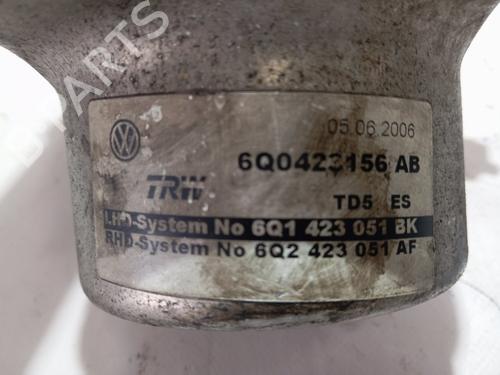 B-PARTS
05.06.2006
6Q0423156 AB
TRW
TD5 ES
LHD-System No 6Q1 423 051 BK
RHD-System No 6Q2 423 051 AF